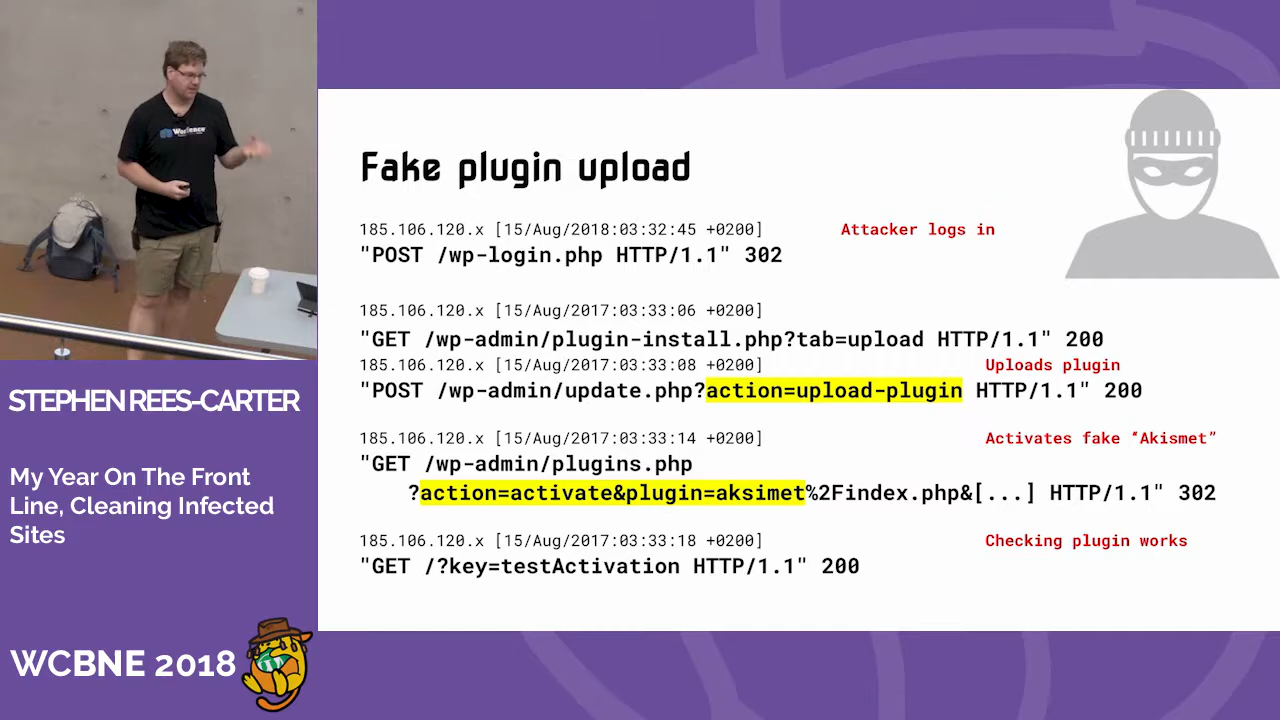 Fake plugin upload
185.106.120.x [15/Aug/2018:03:32:45 +0200] Attacker logs in
"POST /wp-login.php HTTP/1.1" 302
185.106.120.x [15/Aug/2017:03:33:06 +0200]
"GET /wp-admin/plugin-install.php?tab=upload HTTP/1.1" 200
185.106.120.x [15/Aug/2017:03:33:08 +0200] Uploads plugin
"POST /wp-admin/update.php?action=upload-plugin HTTP/1.1" 200
185.106.120.x [15/Aug/2017:03:33:14 +0200] Activates fake “Akismet”
"GET /wp-admin/plugins.php
?action=activate&plugin=aksimet%2Findex.php&[...] HTTP/1.1" 302
185.106.120.x [15/Aug/2017:03:33:18 +0200] Checking plugin works
"GET /?key=testActivation HTTP/1.1" 200
STEPHEN REES-CARTER
My Year On The Front
Line, Cleaning Infected
Sites
WCBNE 2018